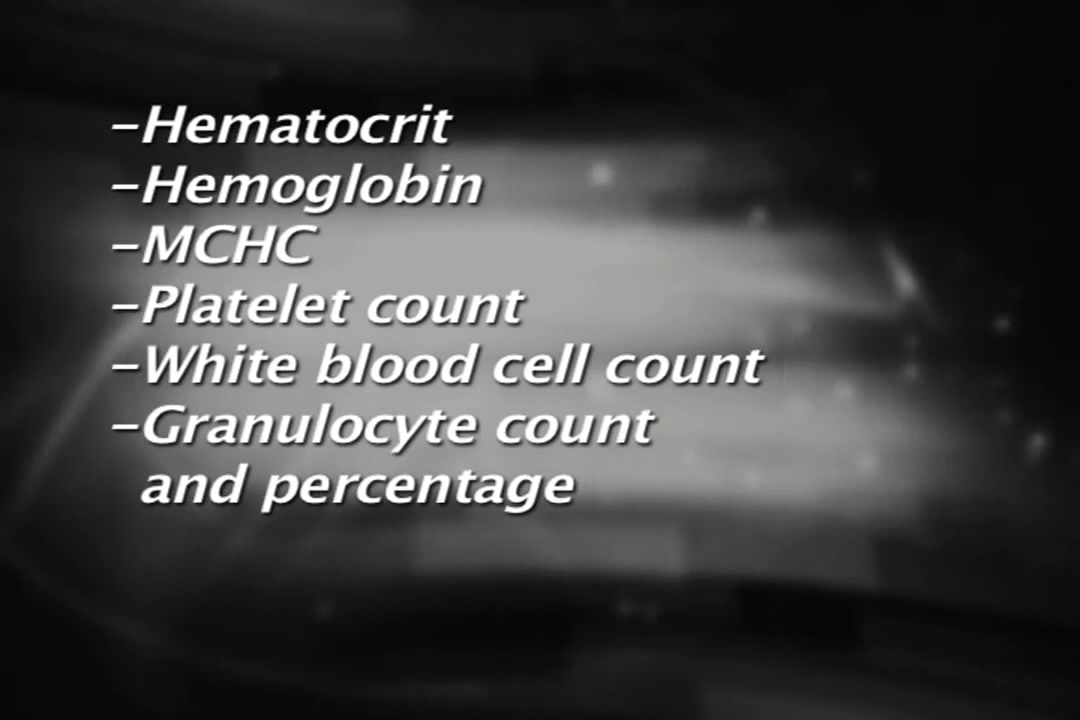 -Hematocrit
-Hemoglobin
-MCHC
-Platelet count
-White blood cell count
-Granulocyte count
and percentage